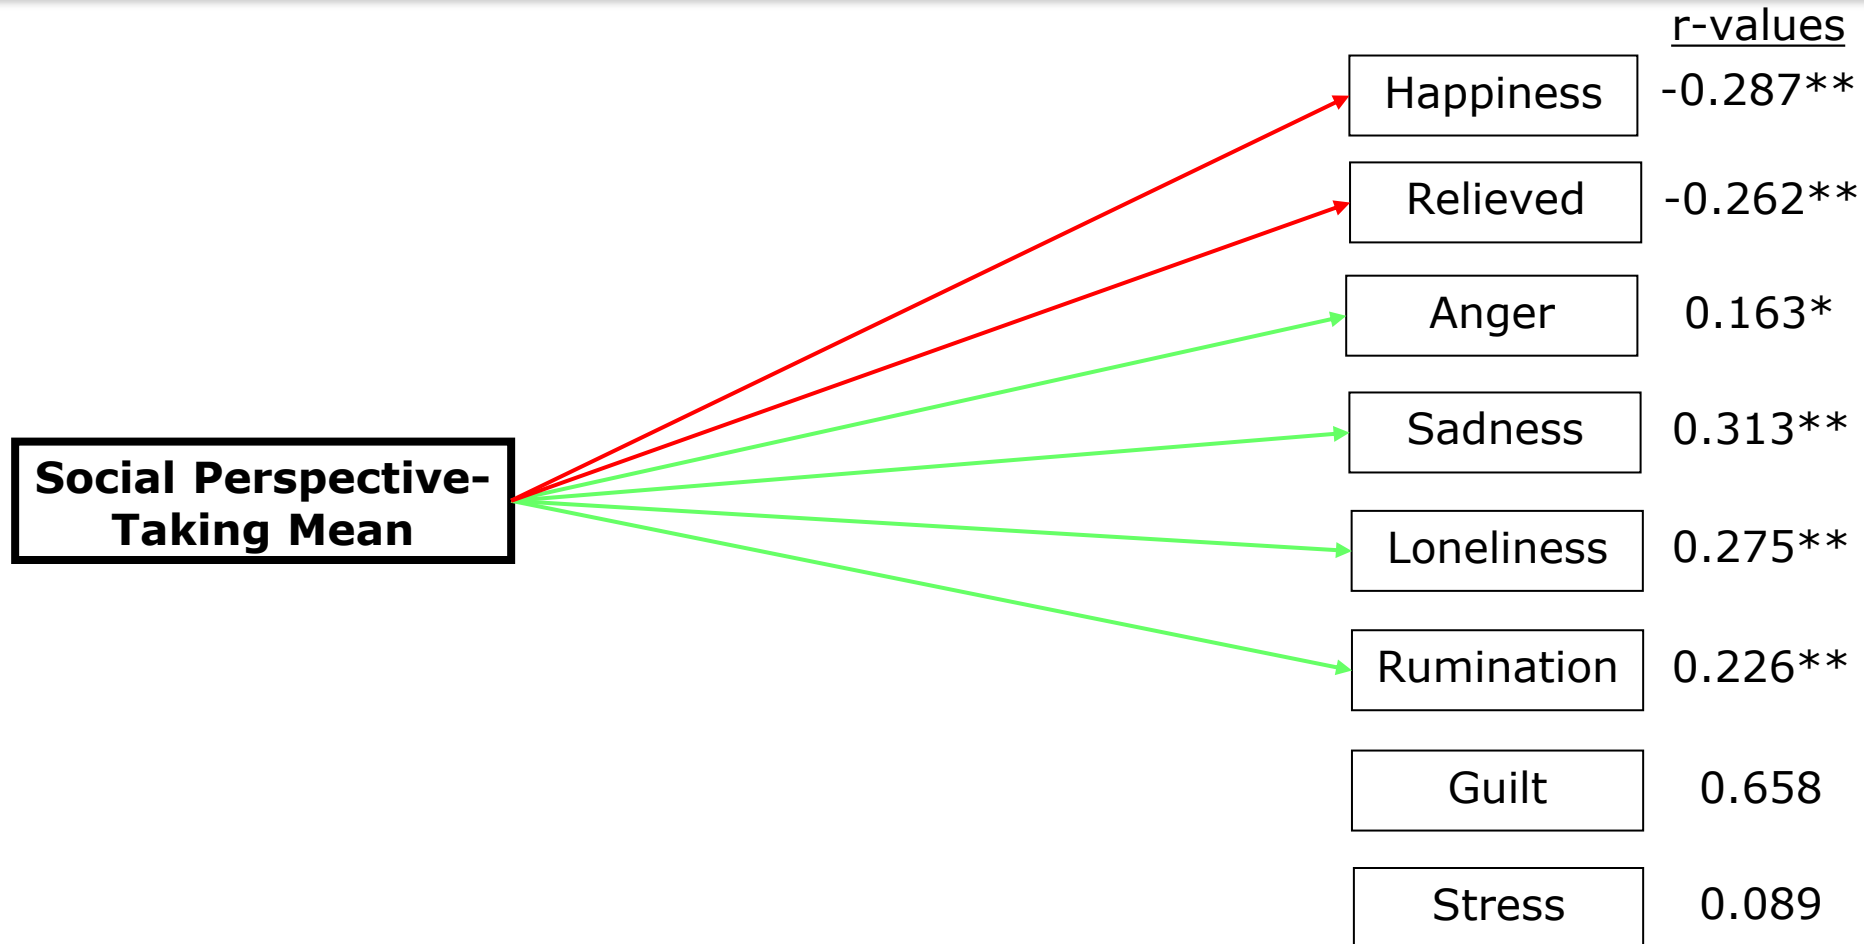 r-values
Happiness -0.287**
Relieved -0.262**
Anger 0.163*
Sadness 0.313**
Social Perspective-
Taking Mean
Loneliness 0.275**
Rumination 0.226**
Guilt 0.658
Stress 0.089